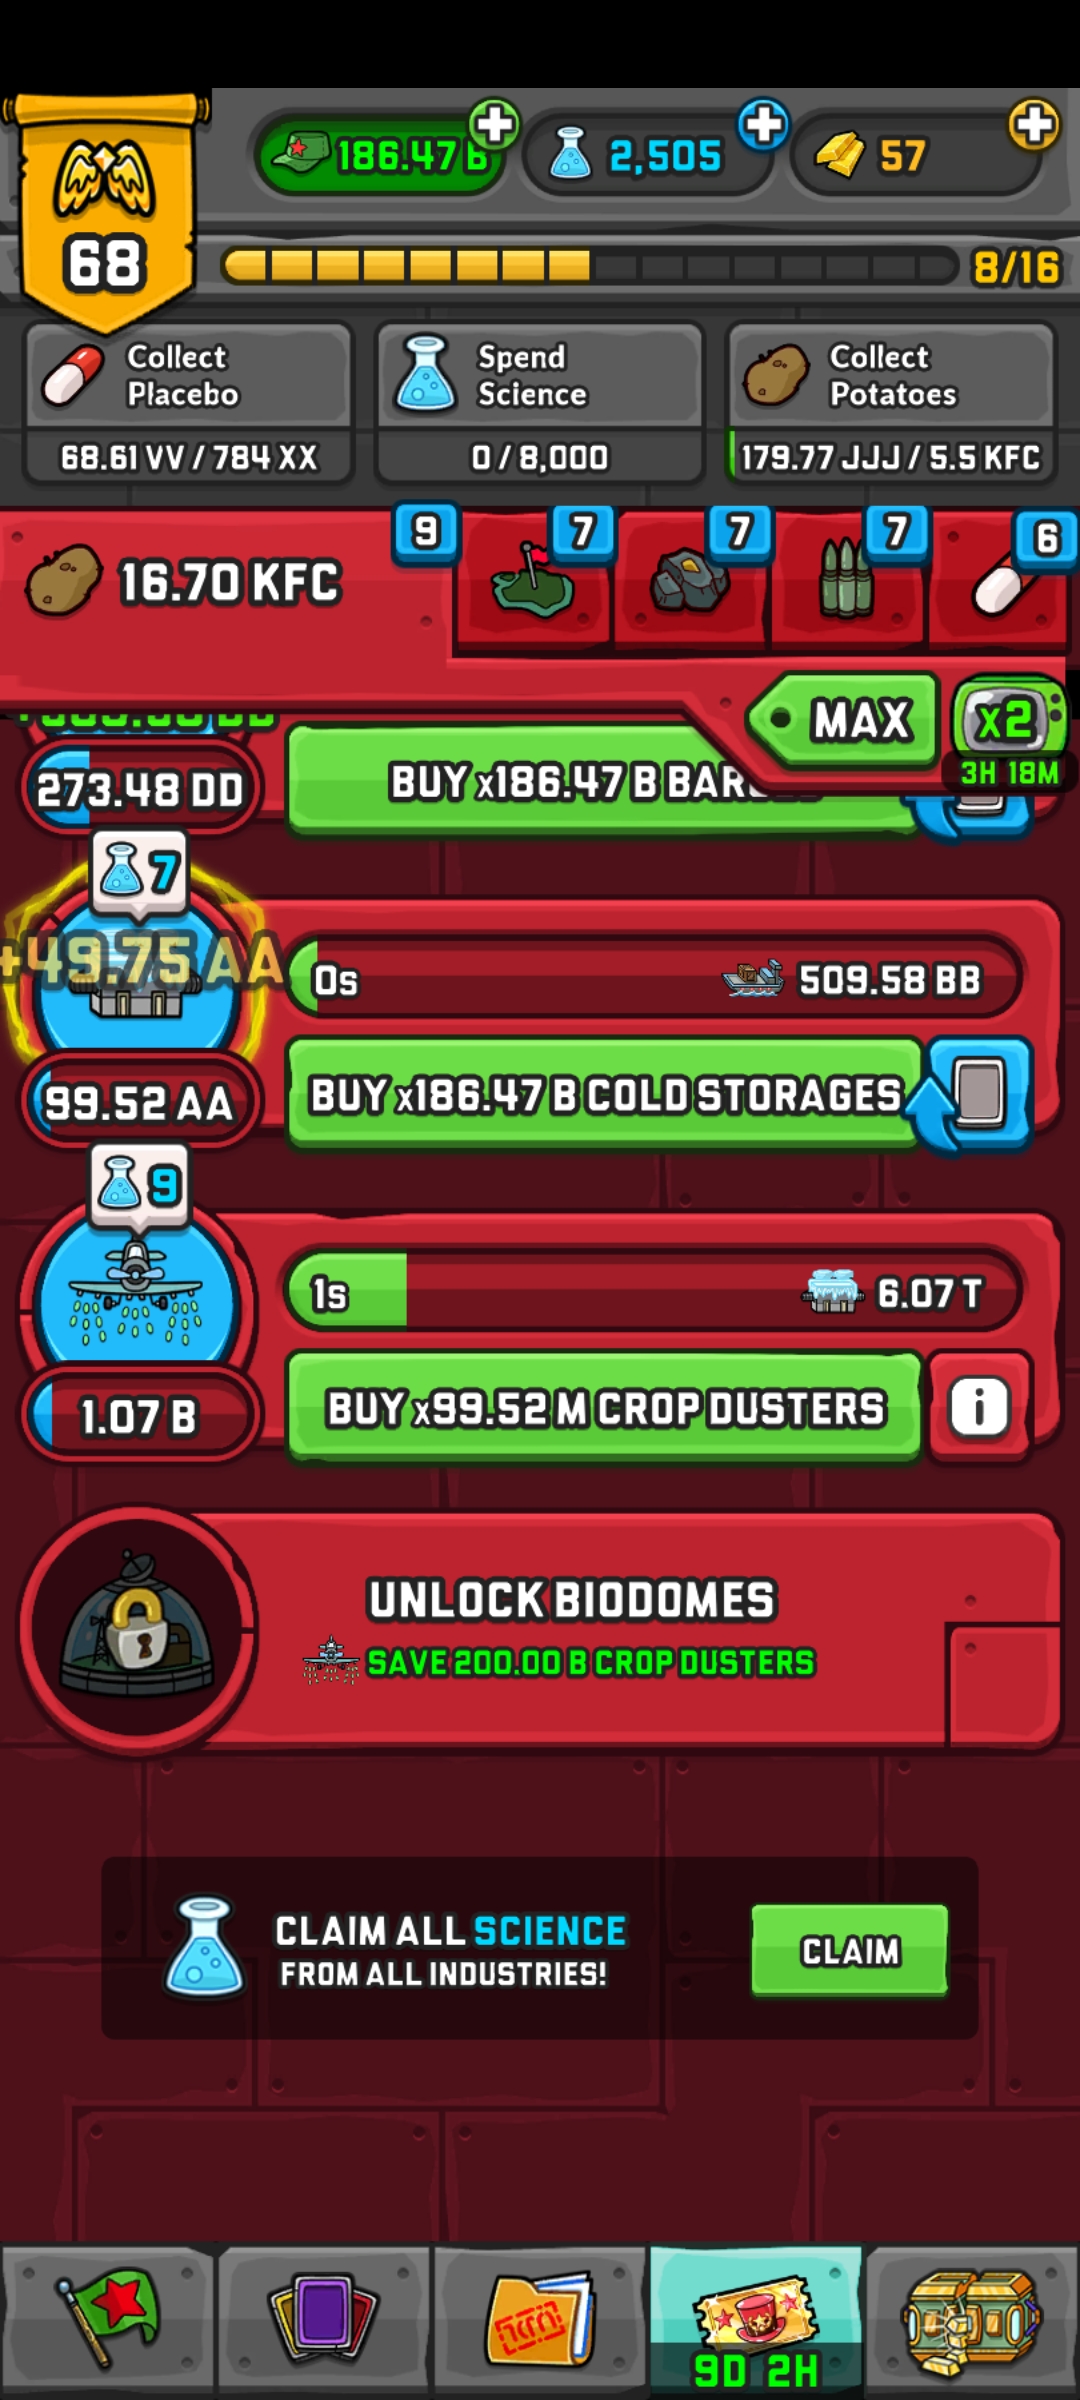 186.47 B
2,505
57
68
8/16
Collect
Placebo
68.61 VV / 784 XX
Spend
Science
0 / 8,000
Collect
Potatoes
179.77 JJJ / 5.5 KFC
16.70 KFC
9
7
7
7
6
MAX
x2
3H 18M
273.48 DD
BUY x186.47 B
7
+49.75 AA
0s
509.58 BB
99.52 AA
BUY x186.47 B COLD STORAGES
9
1s
6.07 T
1.07 B
BUY x99.52 M CROP DUSTERS
i
UNLOCK BIODOMES
SAVE 200.00 B CROP DUSTERS
CLAIM ALL SCIENCE
FROM ALL INDUSTRIES!
CLAIM
9D 2H